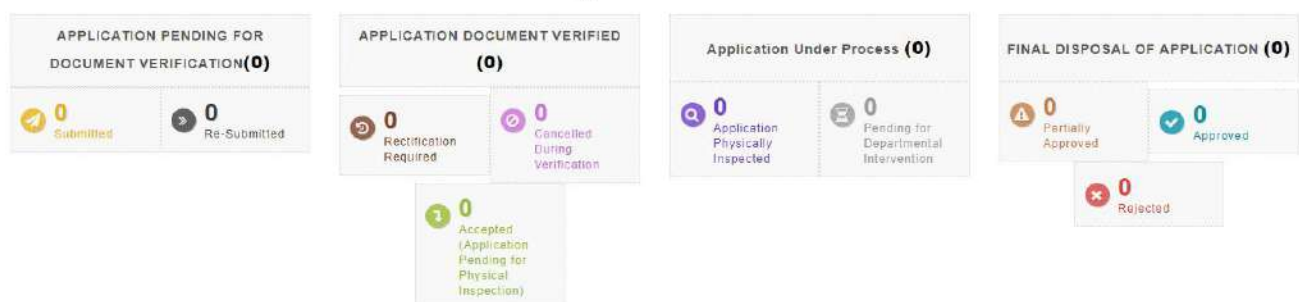 APPLICATION PENDING FOR
DOCUMENT VERIFICATION(0)
0
Submitted
0
Re-Submitted
APPLICATION DOCUMENT VERIFIED
(0)
0
Rectification
Required
0
Cancelled
During
Verification
0
Accepted
(Application
Pending for
Physical
Inspection)
Application Under Process (0)
0
Application
Physically
Inspected
0
Pending for
Departmental
Intervention
FINAL DISPOSAL OF APPLICATION (0)
0
Partially
Approved
0
Approved
0
Rejected